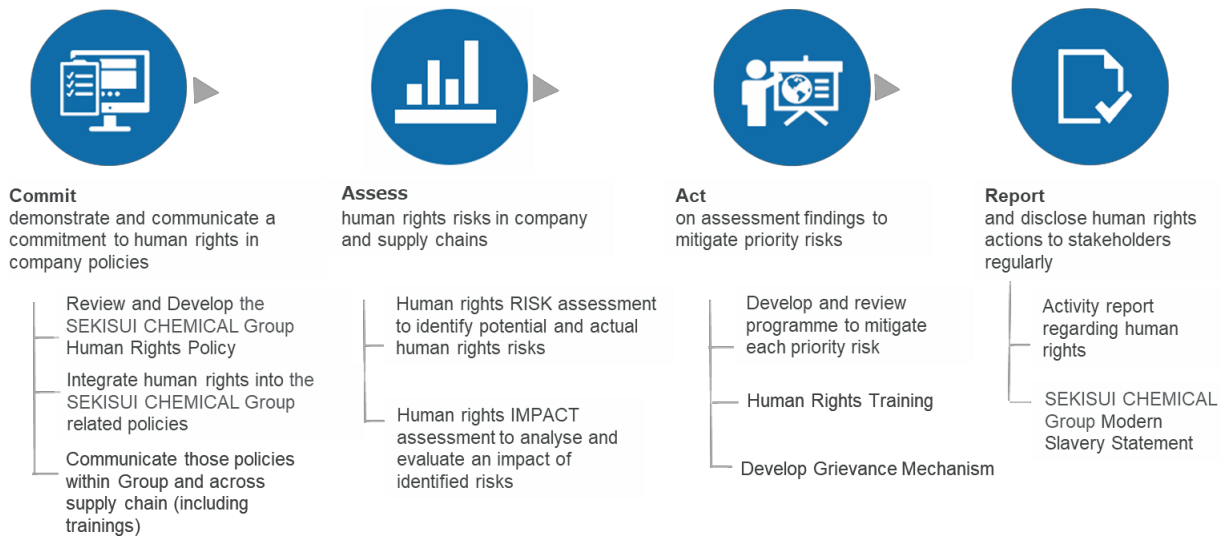 Commit
demonstrate and communicate a
commitment to human rights in
company policies
Review and Develop the
SEKISUI CHEMICAL Group
Human Rights Policy
Integrate human rights into the
SEKISUI CHEMICAL Group
related policies
Communicate those policies
within Group and across
supply chain (including
trainings)
Assess
human rights risks in company
and supply chains
Human rights RISK assessment
to identify potential and actual
human rights risks
Human rights IMPACT
assessment to analyse and
evaluate an impact of
identified risks
Act
on assessment findings to
mitigate priority risks
Develop and review
programme to mitigate
each priority risk
Human Rights Training
Develop Grievance Mechanism
Report
and disclose human rights
actions to stakeholders
regularly
Activity report
regarding human
rights
SEKISUI CHEMICAL
Group Modern
Slavery Statement